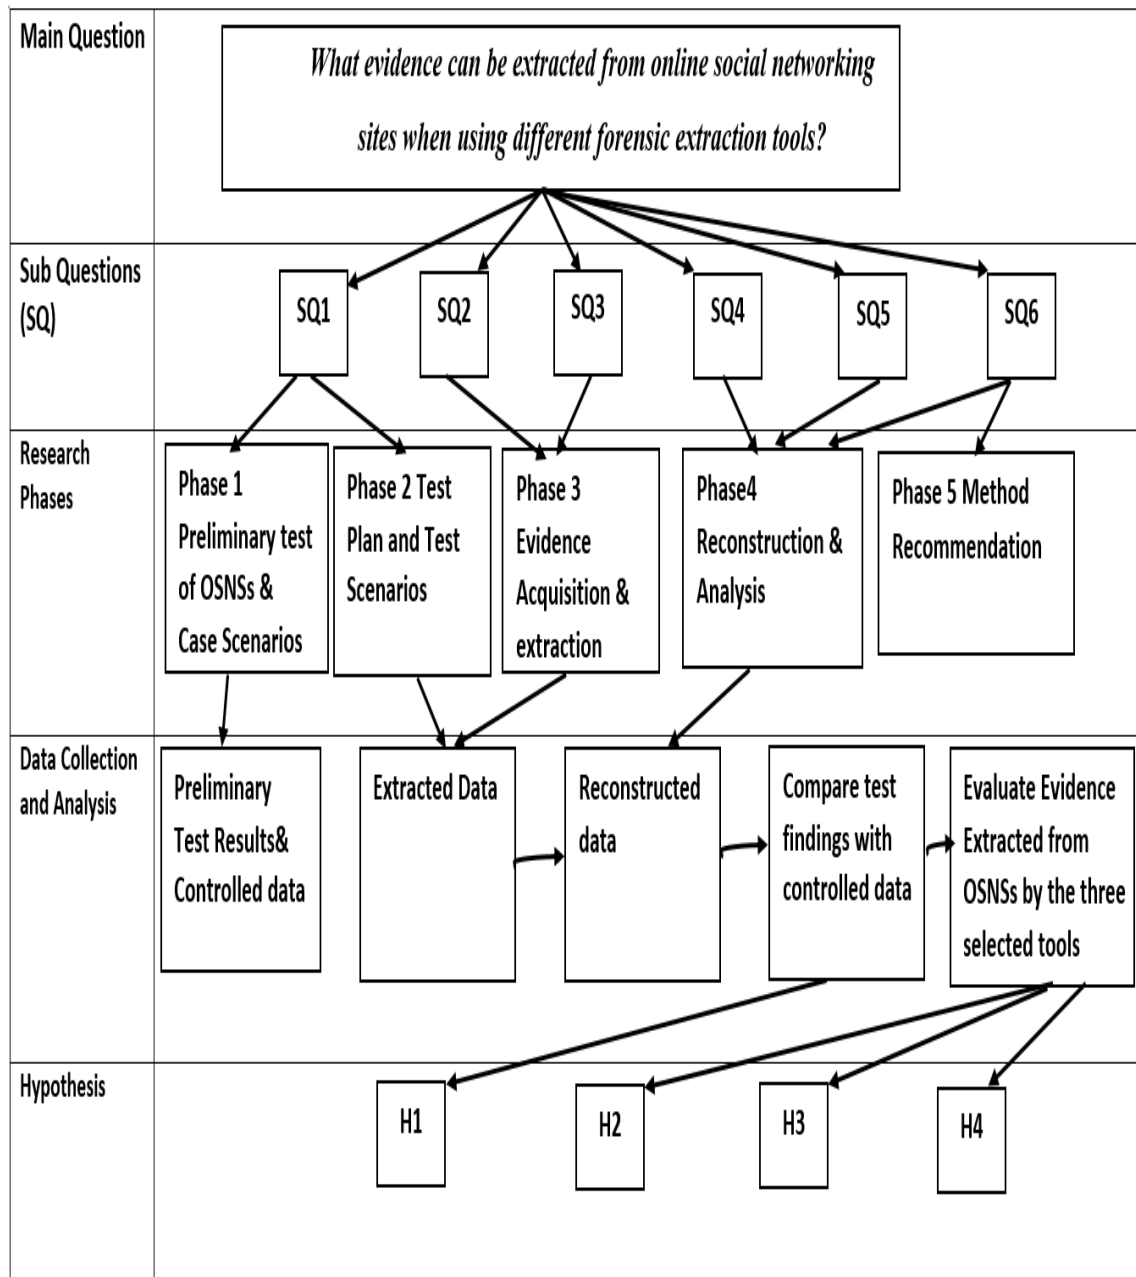 Main Question
What evidence can be extracted from online social networking
sites when using different forensic extraction tools?
Sub Questions
(SQ)
SQ1
SQ2
SQ3
SQ4
SQ5
SQ6
Research
Phases
Phase 1
Preliminary test
of OSNSs &
Case Scenarios
Phase 2 Test
Plan and Test
Scenarios
Phase 3
Evidence
Acquisition &
extraction
Phase4
Reconstruction &
Analysis
Phase 5 Method
Recommendation
Data Collection
and Analysis
Preliminary
Test Results&
Controlled data
Extracted Data
Reconstructed
data
Compare test
findings with
controlled data
Evaluate Evidence
Extracted from
OSNSs by the three
selected tools
Hypothesis
H1
H2
H3
H4